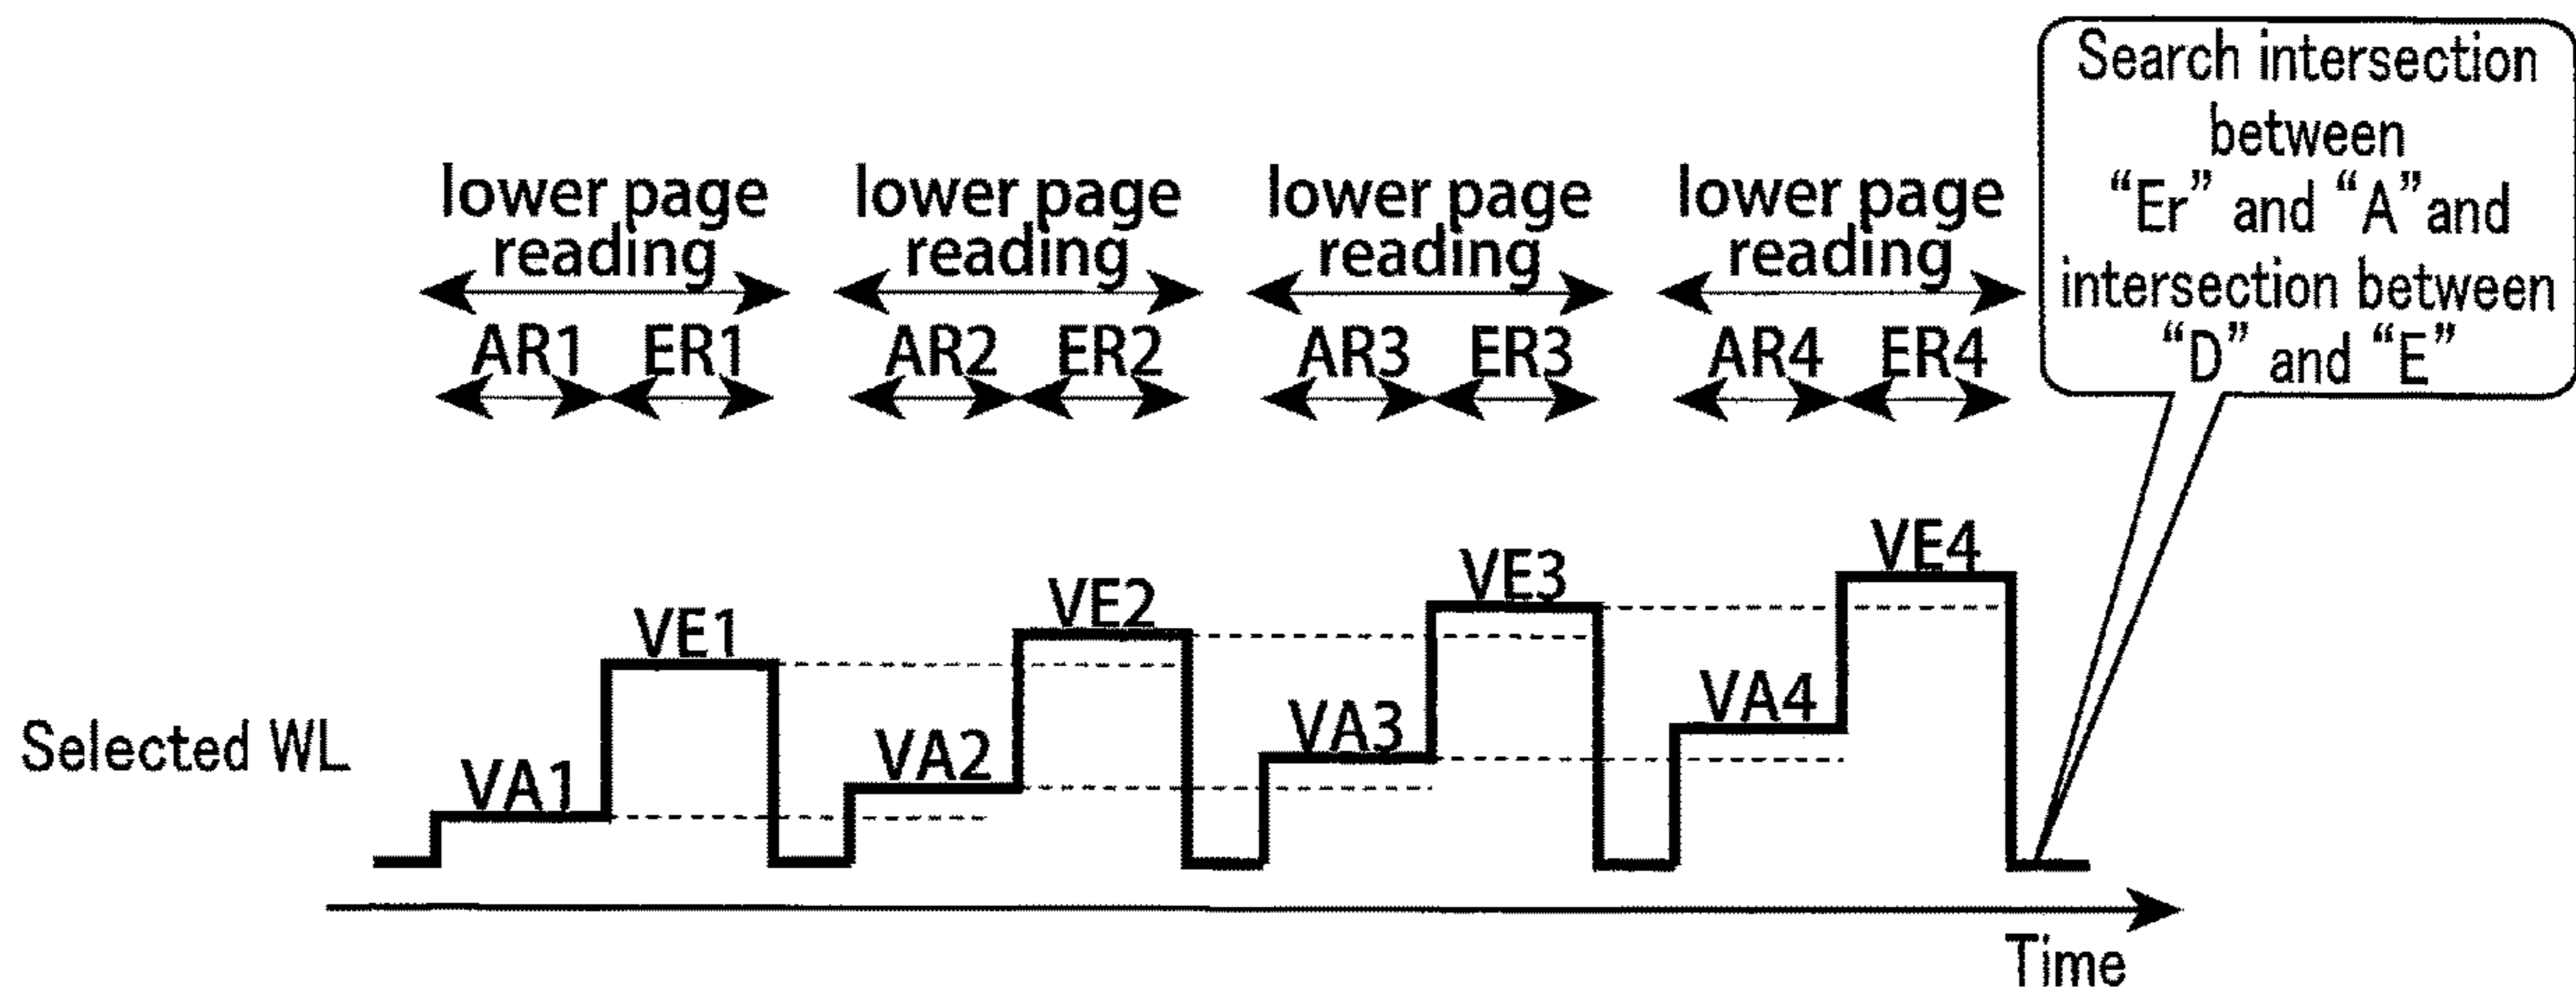 Search intersection
between
“Er” and “A”and
intersection between
“D” and “E”
lower page
reading
lower page
reading
lower page
reading
lower page
reading
AR1 ER1 AR2 ER2 AR3 ER3 AR4 ER4
VE1 VE2 VE3 VE4
Selected WL
VA1 VA2 VA3 VA4
Time